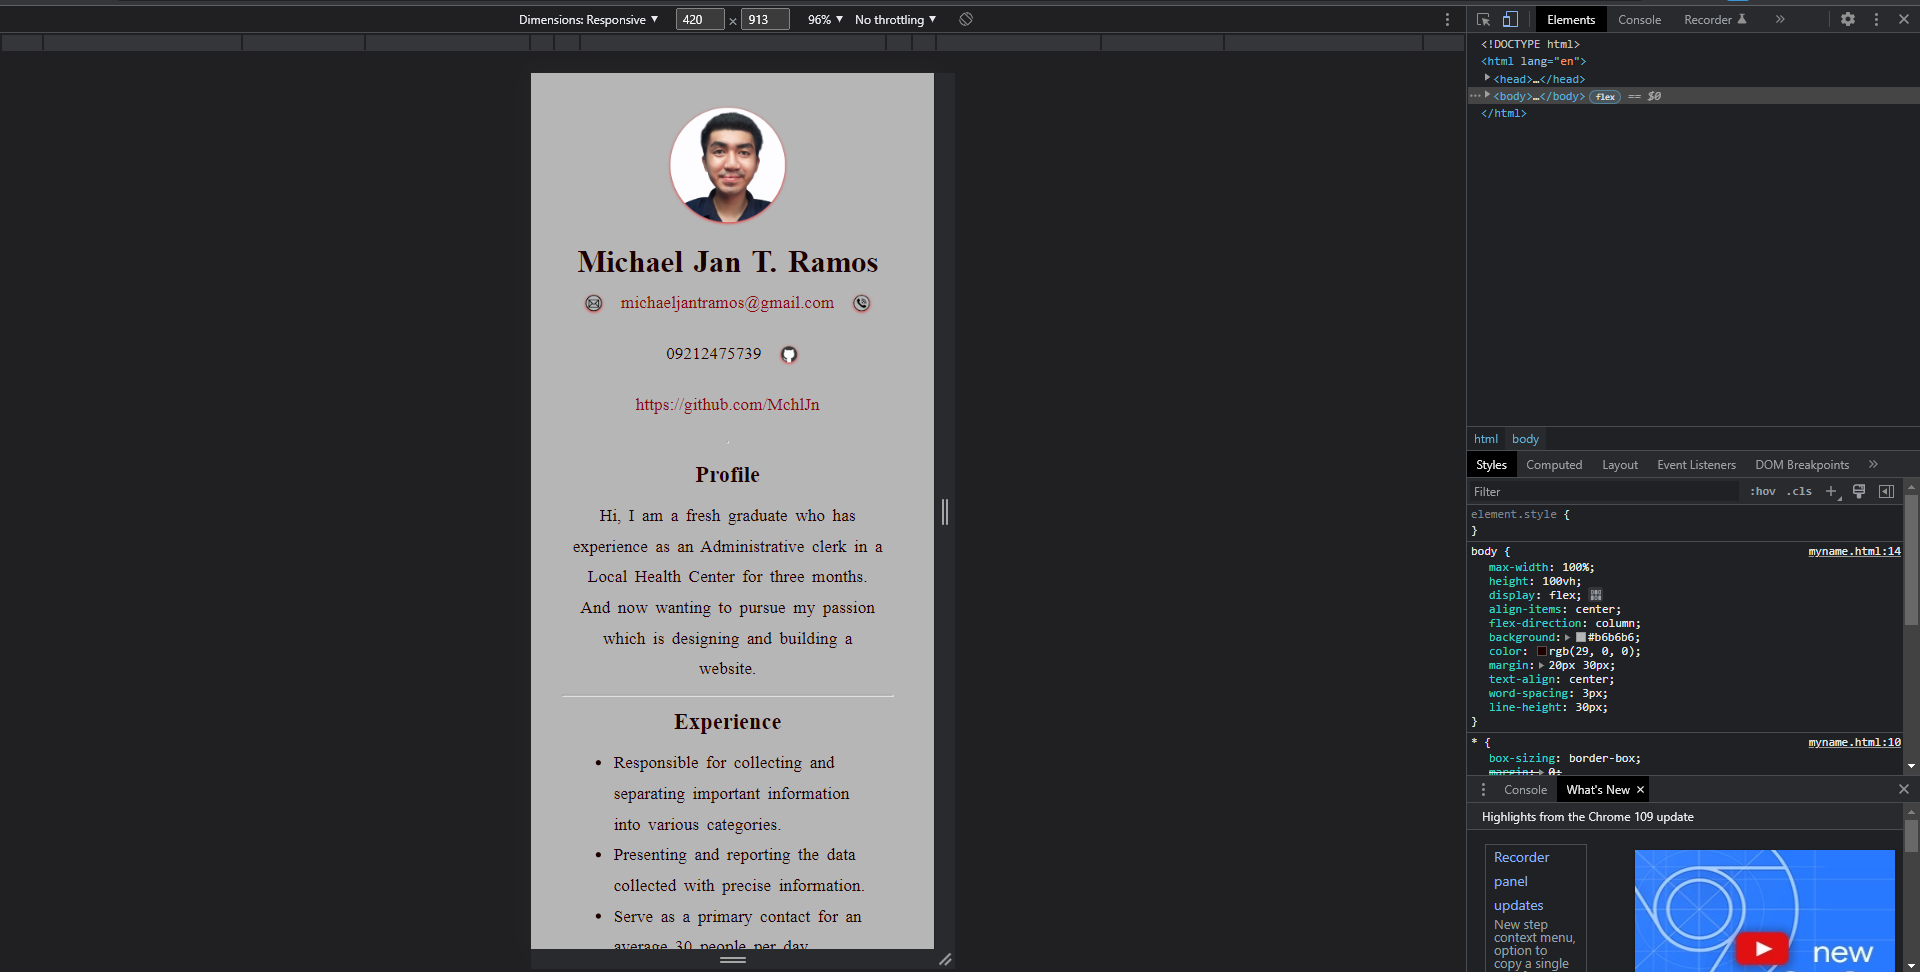 Dimensions: Responsive ▼ 420 × 913 96% ▼ No throttling ▼
Elements Console Recorder
<!DOCTYPE html>
<html lang="en">
<head>…</head>
<body>…</body> flex == $0
</html>
Michael Jan T. Ramos
michaeljantramos@gmail.com
09212475739
https://github.com/MchlJn
Profile
Hi, I am a fresh graduate who has
experience as an Administrative clerk in a
Local Health Center for three months.
And now wanting to pursue my passion
which is designing and building a
website.
Experience
• Responsible for collecting and
separating important information
into various categories.
• Presenting and reporting the data
collected with precise information.
• Serve as a primary contact for an
average 30 people per day
html body
Styles Computed Layout Event Listeners DOM Breakpoints
Filter :hov .cls
element.style {
}
body { myname.html:14
max-width: 100%;
height: 100vh;
display: flex;
align-items: center;
flex-direction: column;
background: #b6b6b6;
color: rgb(29, 0, 0);
margin: 20px 30px;
text-align: center;
word-spacing: 3px;
line-height: 30px;
}
* { myname.html:10
box-sizing: border-box;
margin: 0;
Console What's New ×
Highlights from the Chrome 109 update
Recorder
panel
updates
New step
context menu,
option to
copy a single
new